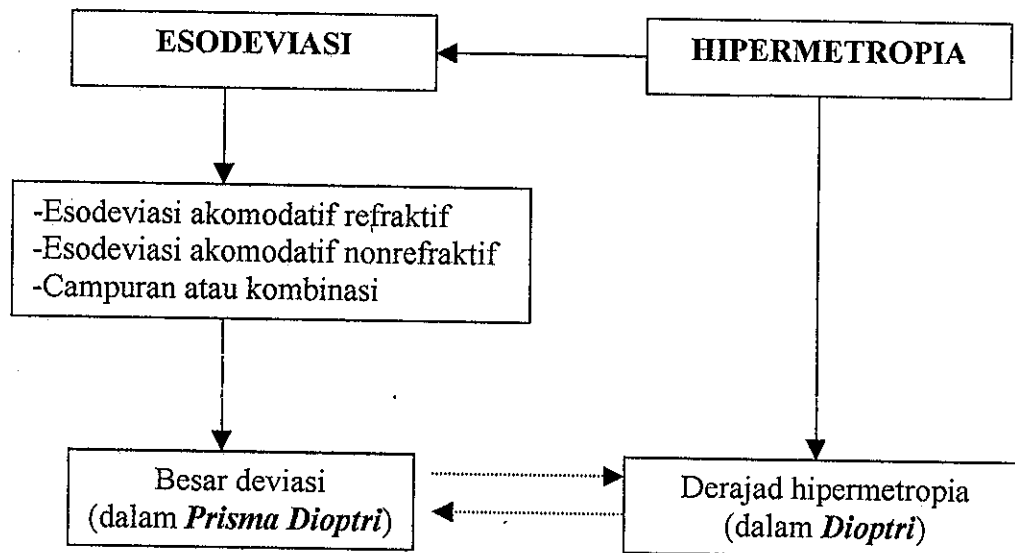 ESODEVIASI
HIPERMETROPIA
-Esodeviasi akomodatif refraktif
-Esodeviasi akomodatif nonrefraktif
-Campuran atau kombinasi
Besar deviasi
(dalam Prisma Dioptri)
Derajad hipermetropia
(dalam Dioptri)